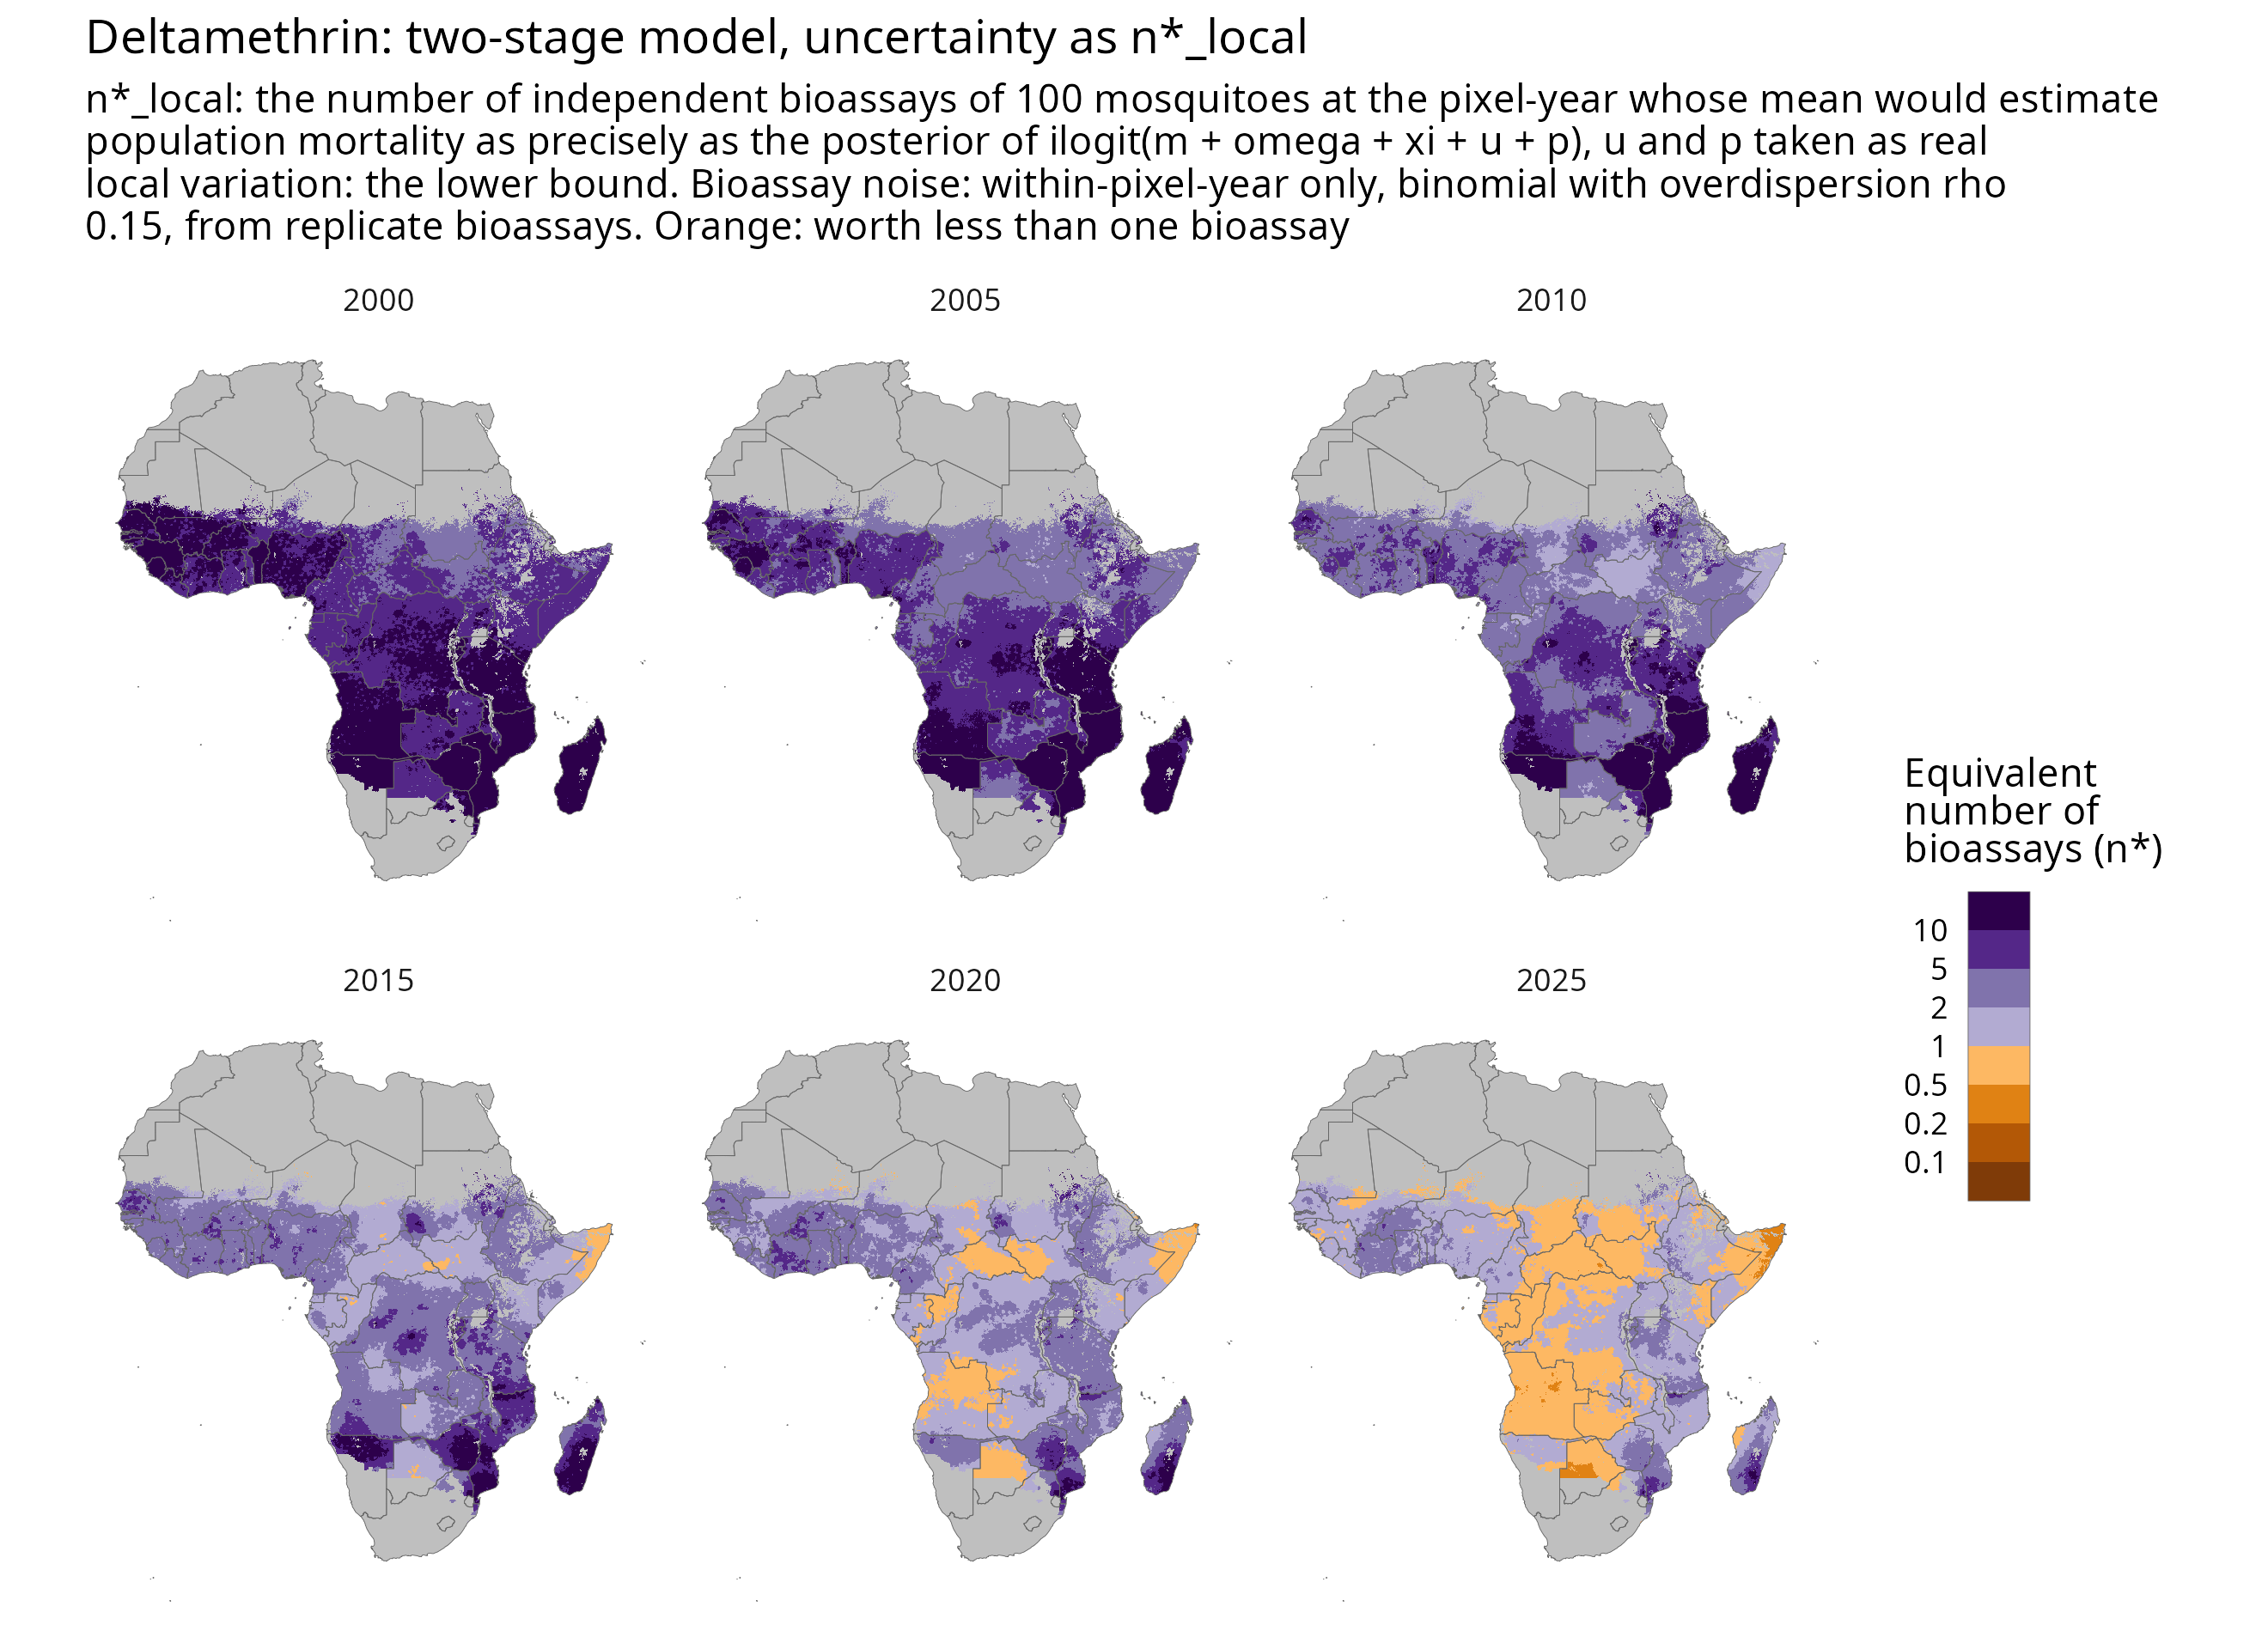 Deltamethrin: two-stage model, uncertainty as n*_local
n*_local: the number of independent bioassays of 100 mosquitoes at the pixel-year whose mean would estimate
population mortality as precisely as the posterior of ilogit(m + omega + xi + u + p), u and p taken as real
local variation: the lower bound. Bioassay noise: within-pixel-year only, binomial with overdispersion rho
0.15, from replicate bioassays. Orange: worth less than one bioassay
2000
2005
2010
2015
2020
2025
Equivalent
number of
bioassays (n*)
10
5
2
1
0.5
0.2
0.1